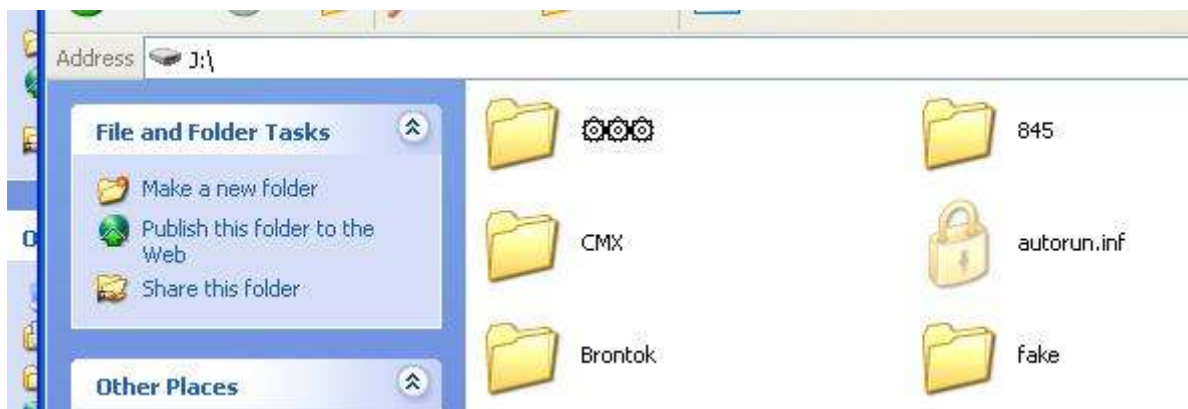 Address J:\
File and Folder Tasks
Make a new folder
Publish this folder to the
Web
Share this folder
Other Places
۞۞۞
845
CMX
autorun.inf
Brontok
fake